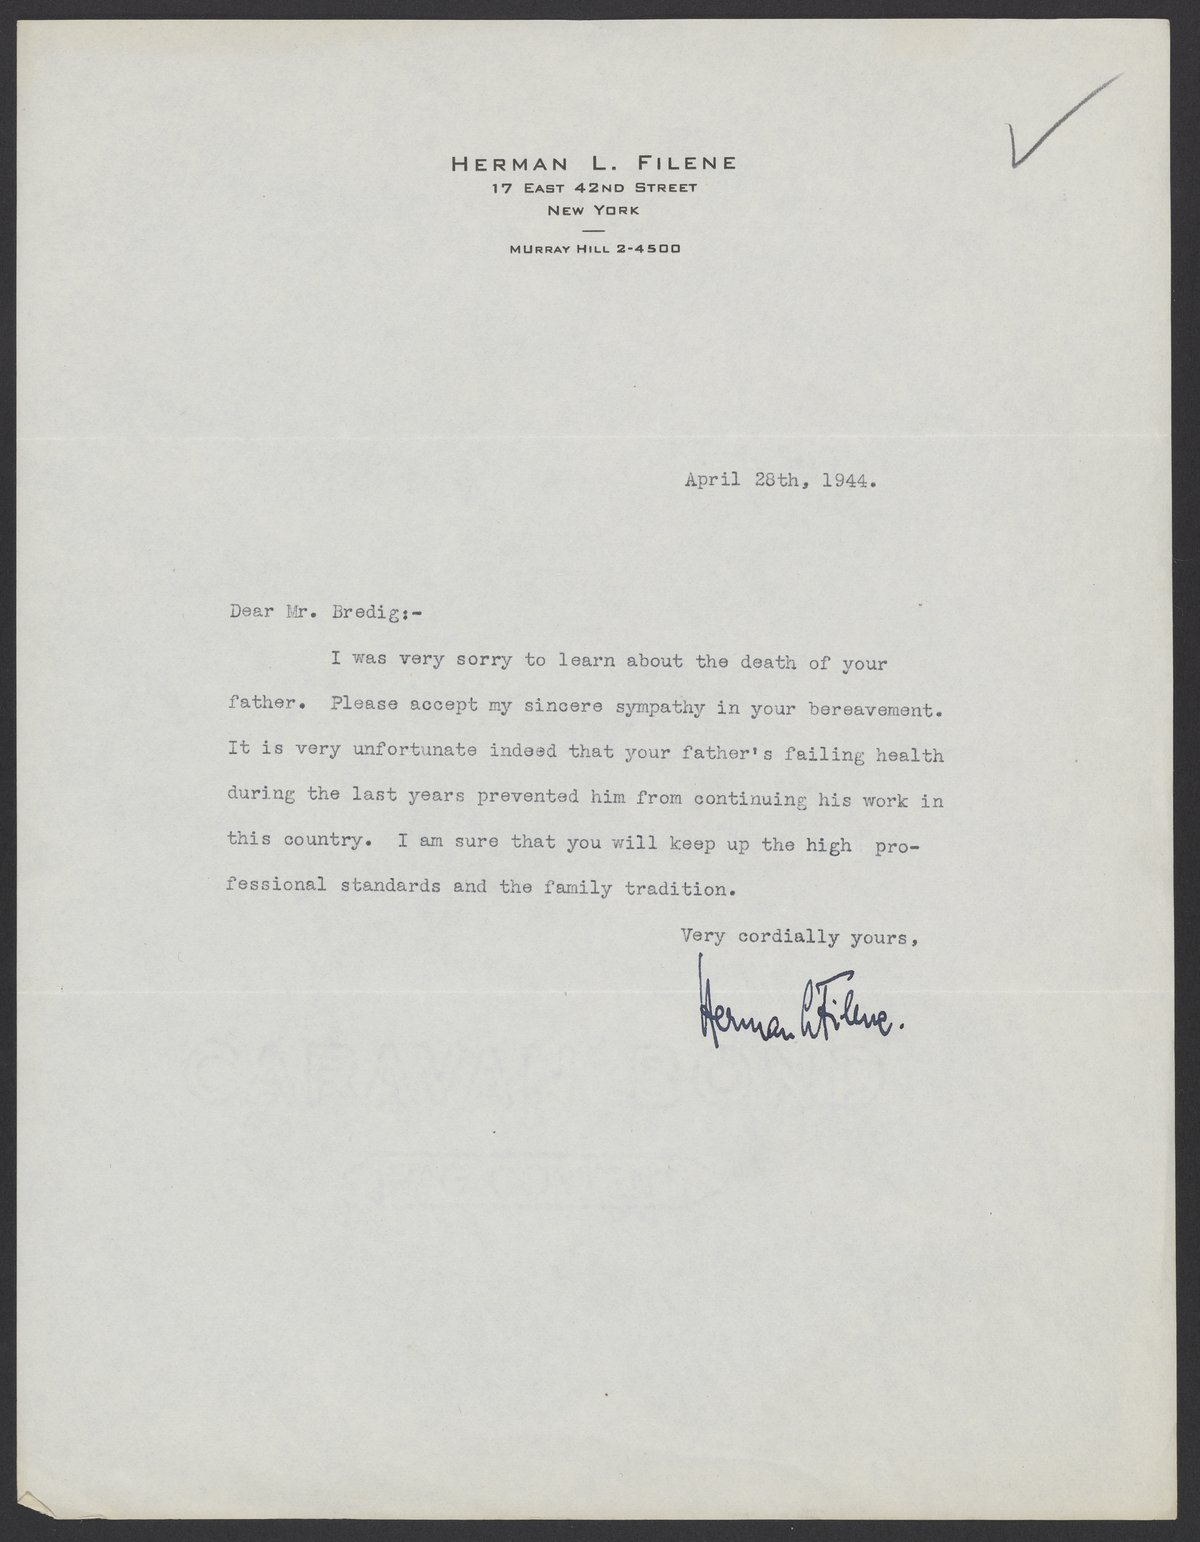 HERMAN L. FILENE
17 EAST 42ND STREET
NEW YORK
MURRAY HILL 2-4500
April 28th, 1944.
Dear Mr. Bredig:-
I was very sorry to learn about the death of your
father. Please accept my sincere sympathy in your bereavement.
It is very unfortunate indeed that your father's failing health
during the last years prevented him from continuing his work in
this country. I am sure that you will keep up the high pro-
fessional standards and the family tradition.
Very cordially yours,
Herman L. Filene.